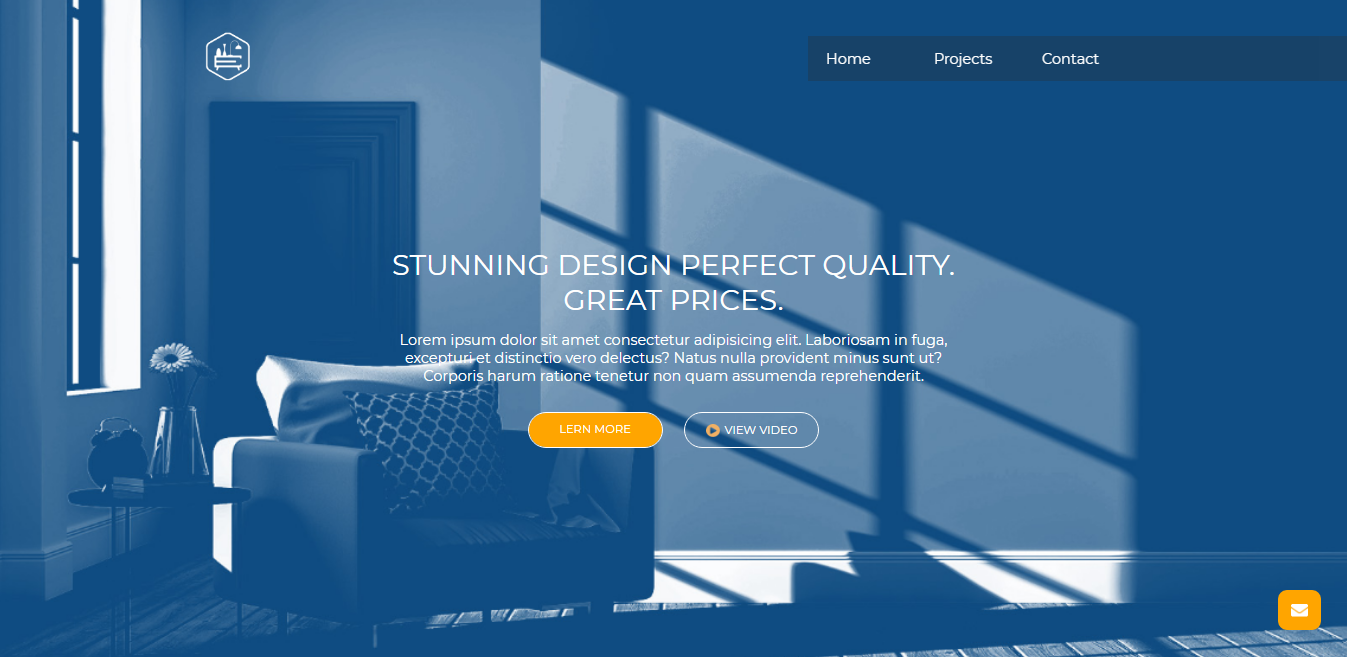 Home Projects Contact
STUNNING DESIGN PERFECT QUALITY.
GREAT PRICES.
Lorem ipsum dolor sit amet consectetur adipisicing elit. Laboriosam in fuga,
excepturi et distinctio vero delectus? Natus nulla provident minus sunt ut?
Corporis harum ratione tenetur non quam assumenda reprehenderit.
LERN MORE VIEW VIDEO